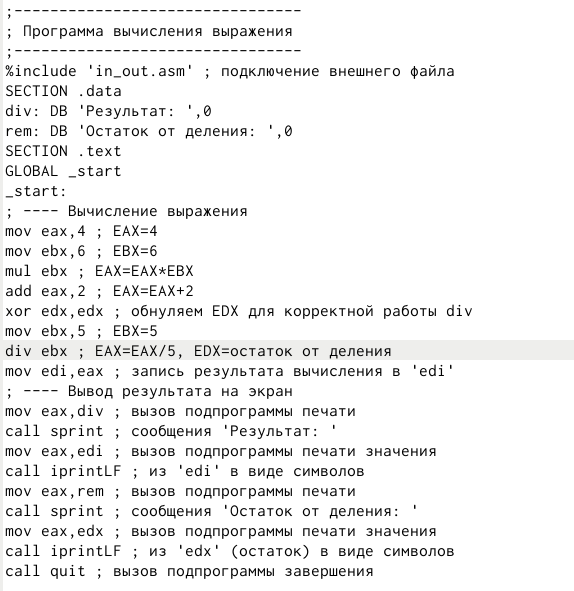 ;--------------------------------
; Программа вычисления выражения
;--------------------------------
%include 'in_out.asm' ; подключение внешнего файла
SECTION .data
div: DB 'Результат: ',0
rem: DB 'Остаток от деления: ',0
SECTION .text
GLOBAL _start
_start:
; ---- Вычисление выражения
mov eax,4 ; EAX=4
mov ebx,6 ; EBX=6
mul ebx ; EAX=EAX*EBX
add eax,2 ; EAX=EAX+2
xor edx,edx ; обнуляем EDX для корректной работы div
mov ebx,5 ; EBX=5
div ebx ; EAX=EAX/5, EDX=остаток от деления
mov edi,eax ; запись результата вычисления в 'edi'
; ---- Вывод результата на экран
mov eax,div ; вызов подпрограммы печати
call sprint ; сообщения 'Результат: '
mov eax,edi ; вызов подпрограммы печати значения
call iprintLF ; из 'edi' в виде символов
mov eax,rem ; вызов подпрограммы печати
call sprint ; сообщения 'Остаток от деления: '
mov eax,edx ; вызов подпрограммы печати значения
call iprintLF ; из 'edx' (остаток) в виде символов
call quit ; вызов подпрограммы завершения